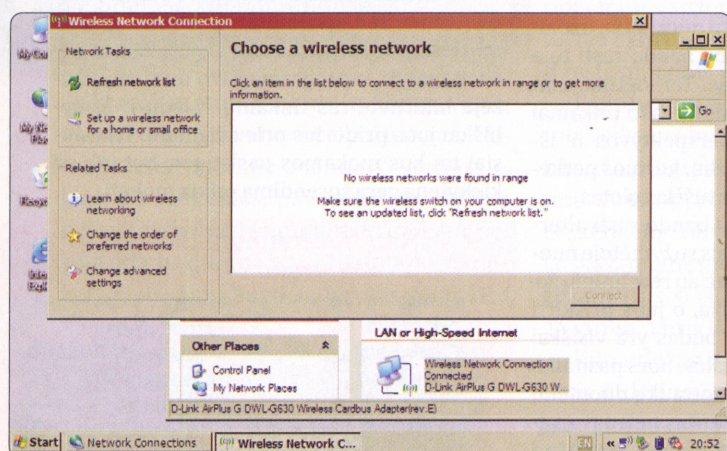 Wireless Network Connection
Network Tasks
Refresh network list
Set up a wireless network
for a home or small office
Related Tasks
Learn about wireless
networking
Change the order of
preferred networks
Change advanced
settings
Choose a wireless network
Click an item in the list below to connect to a wireless network in range or to get more
information.
No wireless networks were found in range
Make sure the wireless switch on your computer is on.
To see an updated list, click "Refresh network list."
Connect
Go
Other Places
Control Panel
My Network Places
LAN or High-Speed Internet
Wireless Network Connection
Connected
D-Link AirPlus G DWL-G630 W...
D-Link AirPlus G DWL-G630 Wireless Cardbus Adapter(rev.E)
Start
Network Connections
Wireless Network C...
EN
20:52